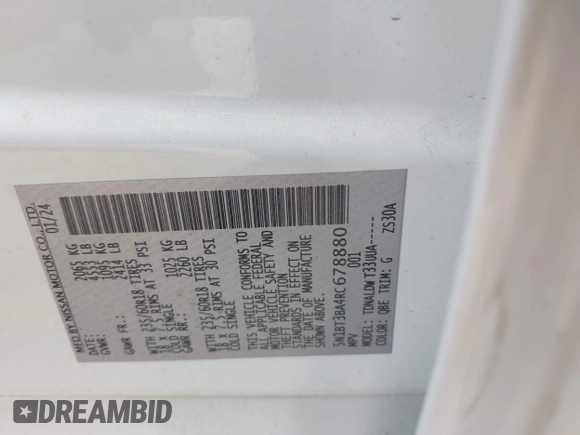 MFD. BY NISSAN MOTOR CO., LTD.
DATE: 01/24
GVWR: 2065 KG
4553 LB
GAWR FR.: 1095 KG
2414 LB
WITH 235/60R18 TIRES
18 X 7.5J RIMS AT 33 PSI
COLD SINGLE
GAWR RR.: 1025 KG
2260 LB
WITH 235/60R18 TIRES
18 X 7.5J RIMS AT 30 PSI
COLD SINGLE
THIS VEHICLE CONFORMS TO
ALL APPLICABLE FEDERAL
MOTOR VEHICLE SAFETY AND
THEFT PREVENTION
STANDARDS IN EFFECT ON
THE DATE OF MANUFACTURE
SHOWN ABOVE.
5N1BT3BA4RC678880
MPV 001
MODEL: TDNALDW T33UUA------
COLOR: QBE TRIM: G ZS30A
DREAMBID